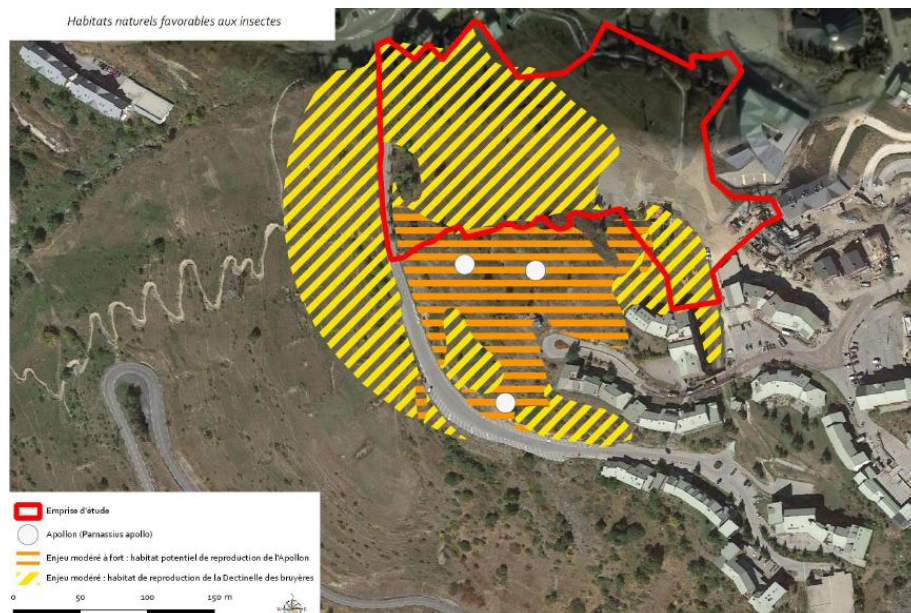 Habitats naturels favorables aux insectes
Emprise d'étude
Apollon (Parnassius apollo)
Enjeu modéré à fort : habitat potentiel de reproduction de l'Apollon
Enjeu modéré : habitat de reproduction de la Dectinelle des bruyères
0 50 100 150 m